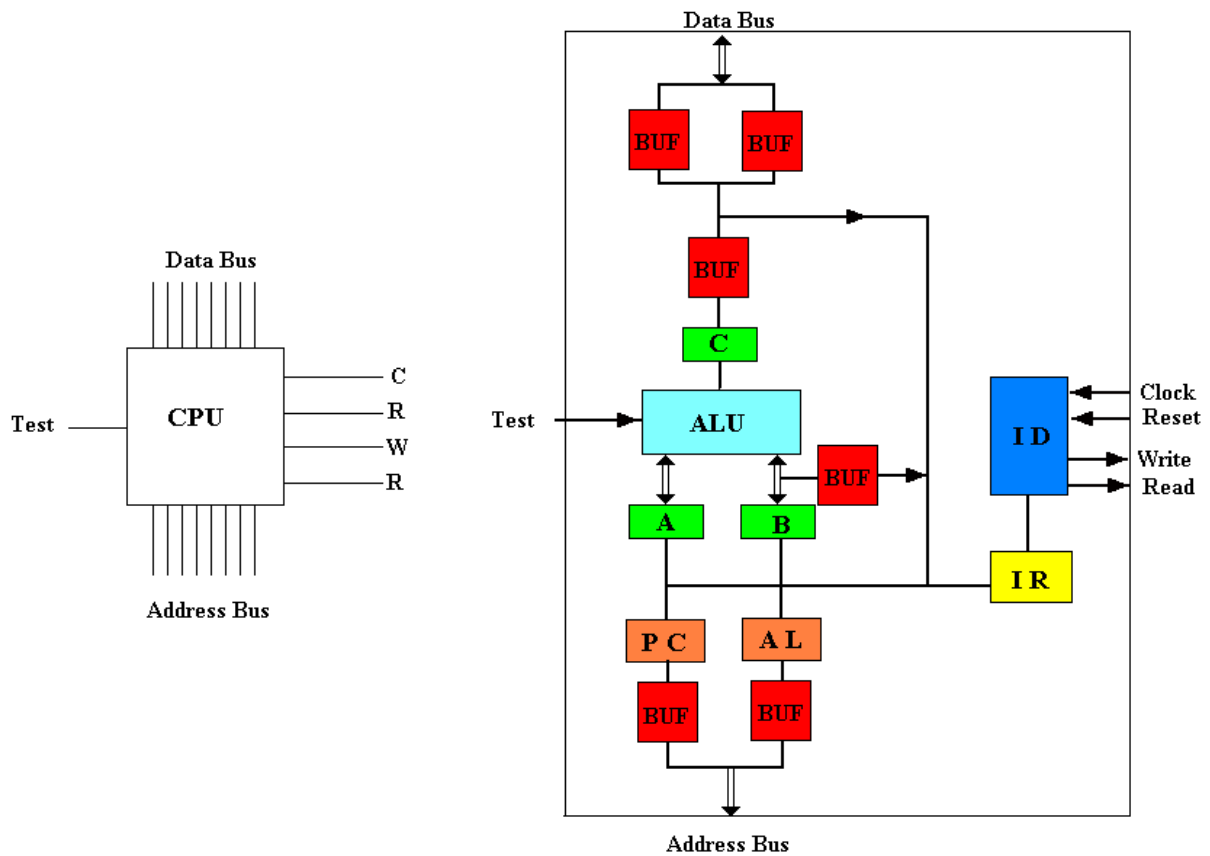 Data Bus
CPU
Test
C
R
W
R
Address Bus
Data Bus
BUF
BUF
BUF
C
Test
ALU
BUF
A
B
I D
Clock
Reset
Write
Read
I R
P C
A L
BUF
BUF
Address Bus